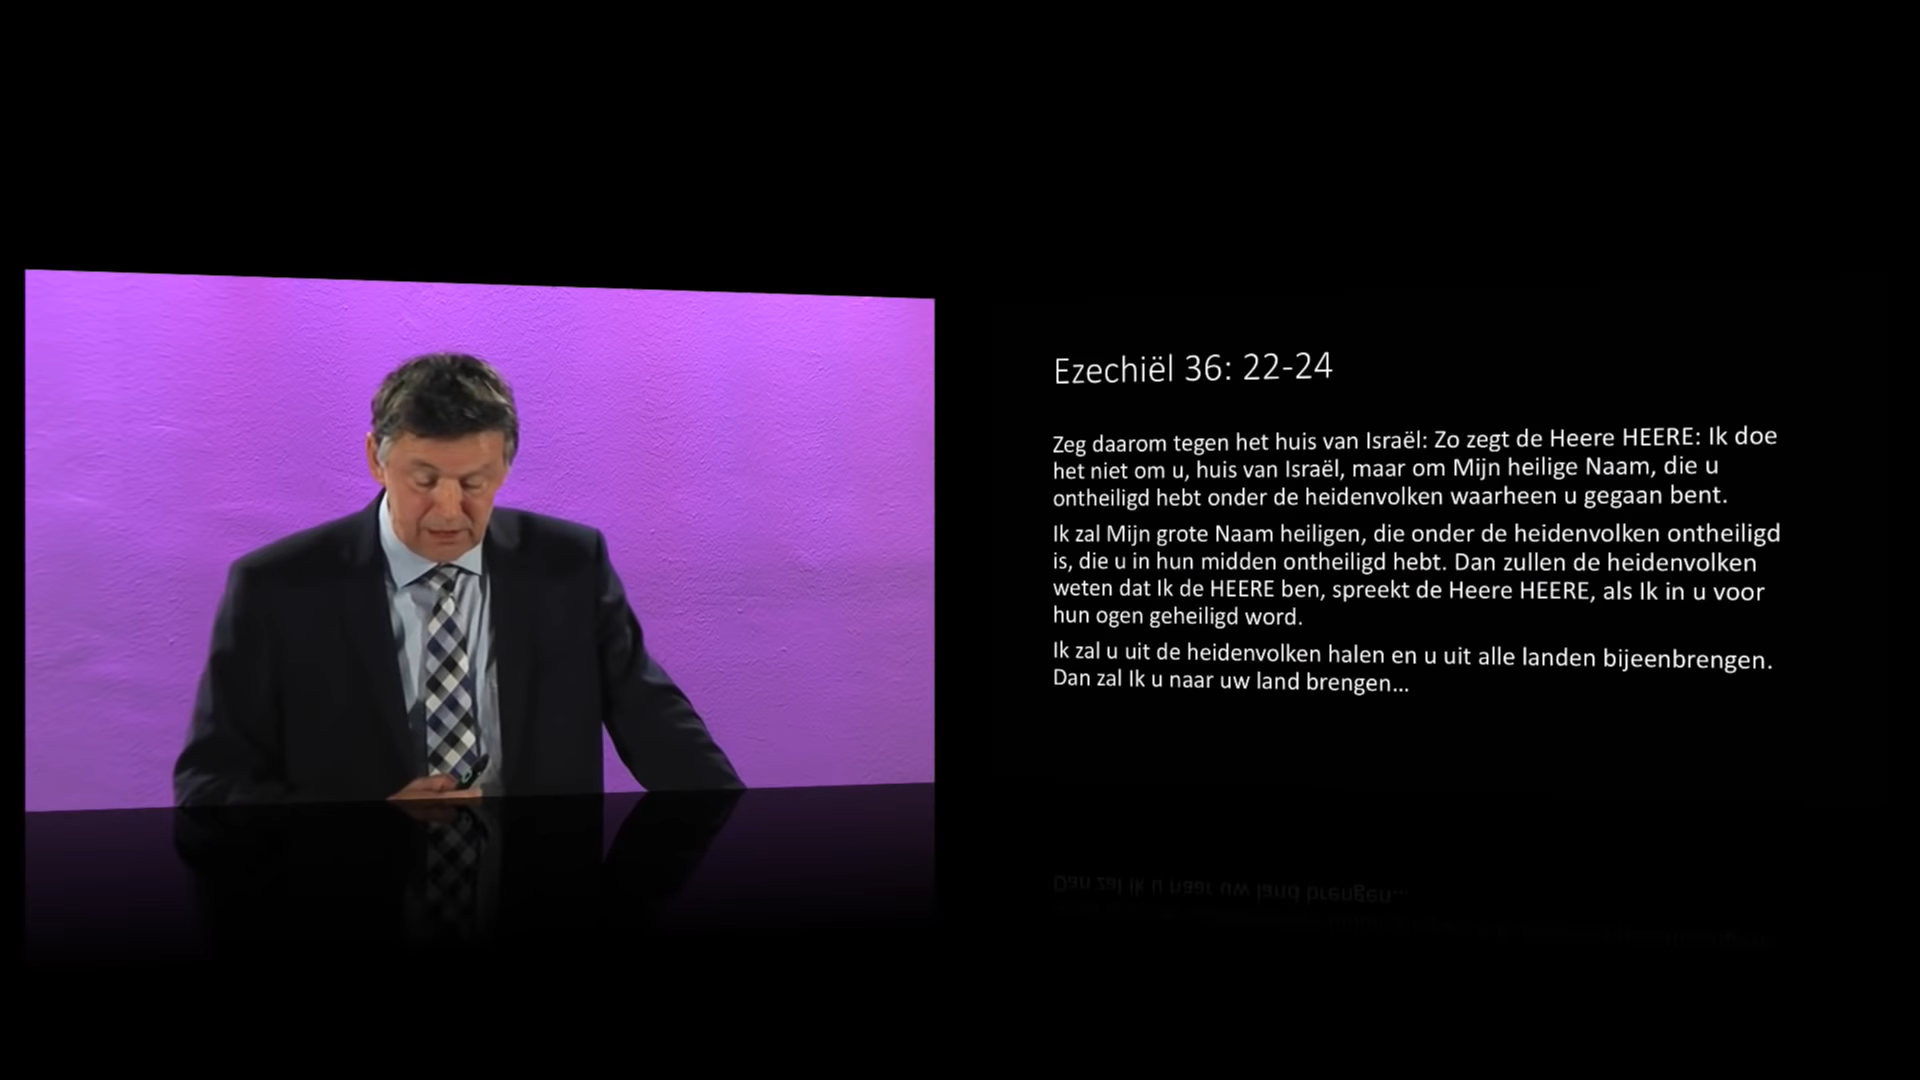 Ezechiël 36: 22-24
Zeg daarom tegen het huis van Israël: Zo zegt de Heere HEERE: Ik doe
het niet om u, huis van Israël, maar om Mijn heilige Naam, die u
ontheiligd hebt onder de heidenvolken waarheen u gegaan bent.
Ik zal Mijn grote Naam heiligen, die onder de heidenvolken ontheiligd
is, die u in hun midden ontheiligd hebt. Dan zullen de heidenvolken
weten dat Ik de HEERE ben, spreekt de Heere HEERE, als Ik in u voor
hun ogen geheiligd word.
Ik zal u uit de heidenvolken halen en u uit alle landen bijeenbrengen.
Dan zal Ik u naar uw land brengen...